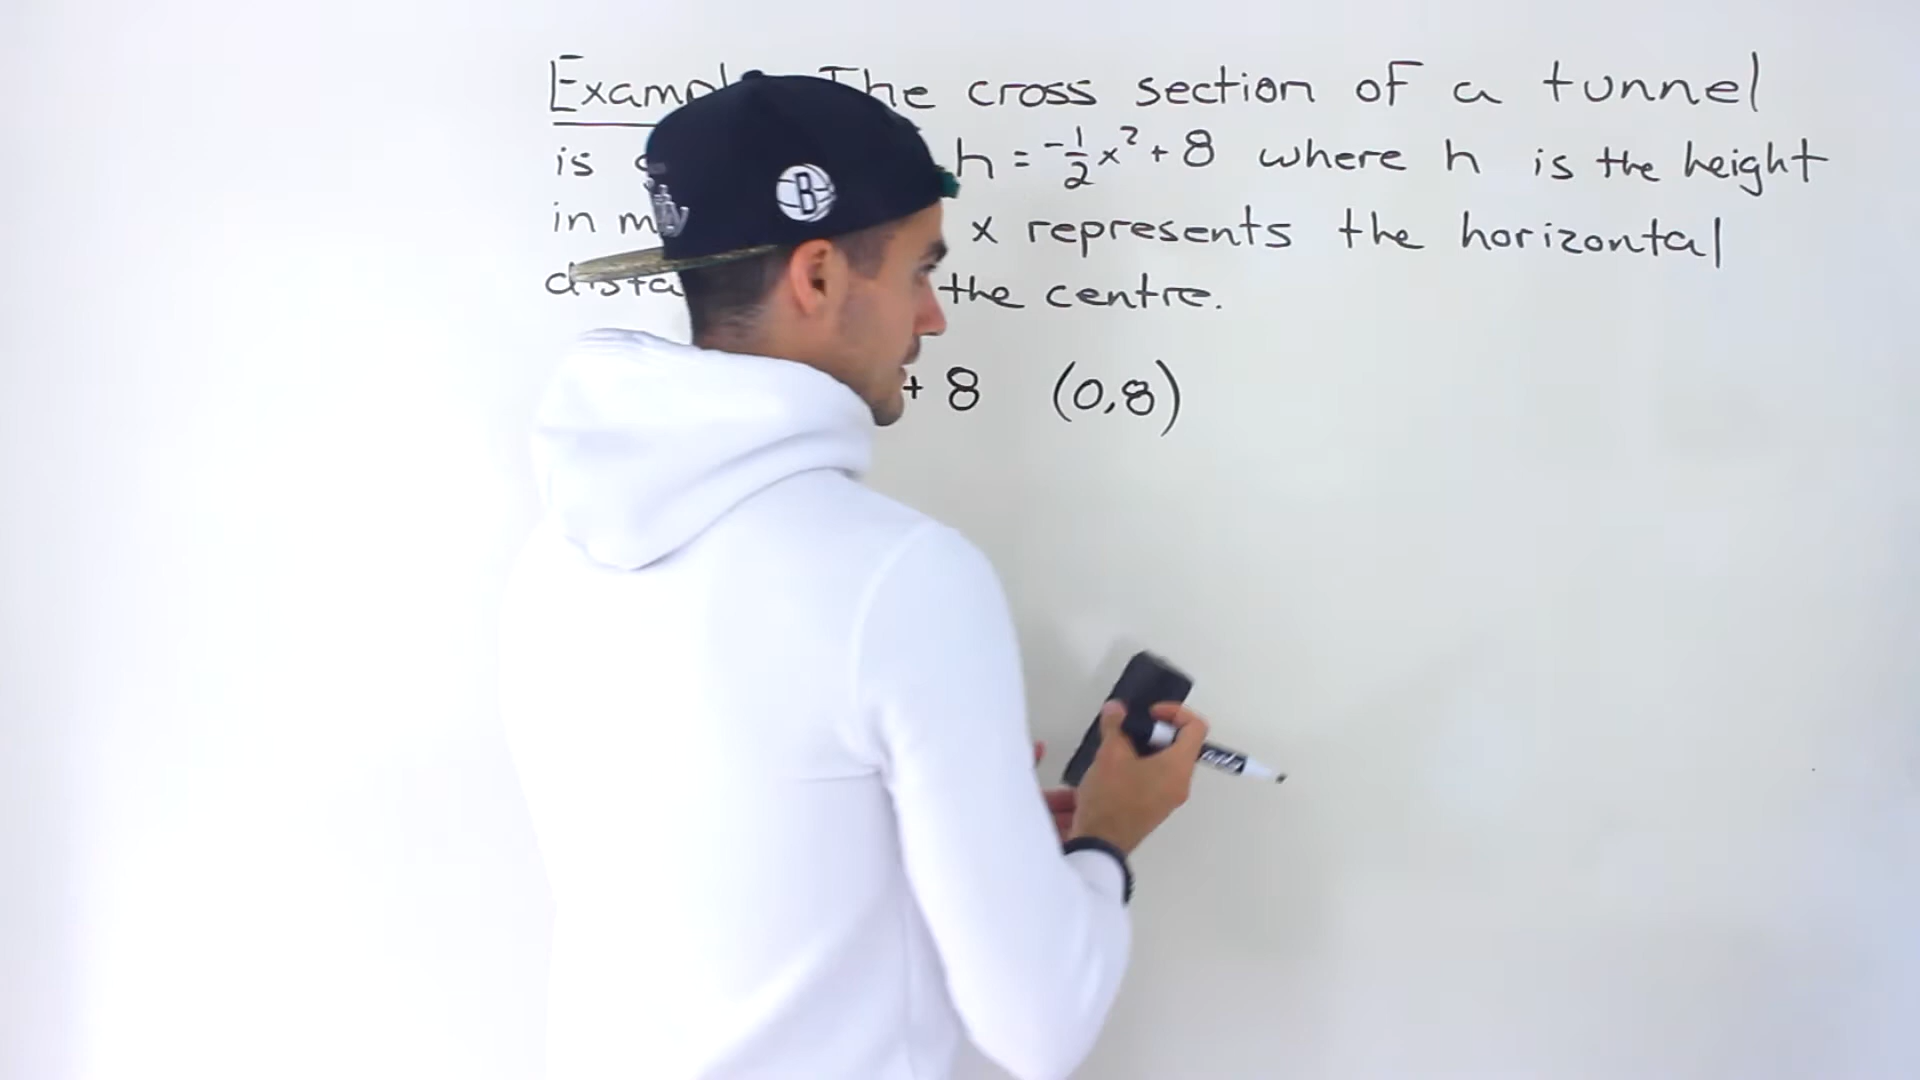 The cross section of a tunnel
is h = -1/2 x² + 8 where h is the height
in x represents the horizontal
the centre.
+ 8 (0,8)
B